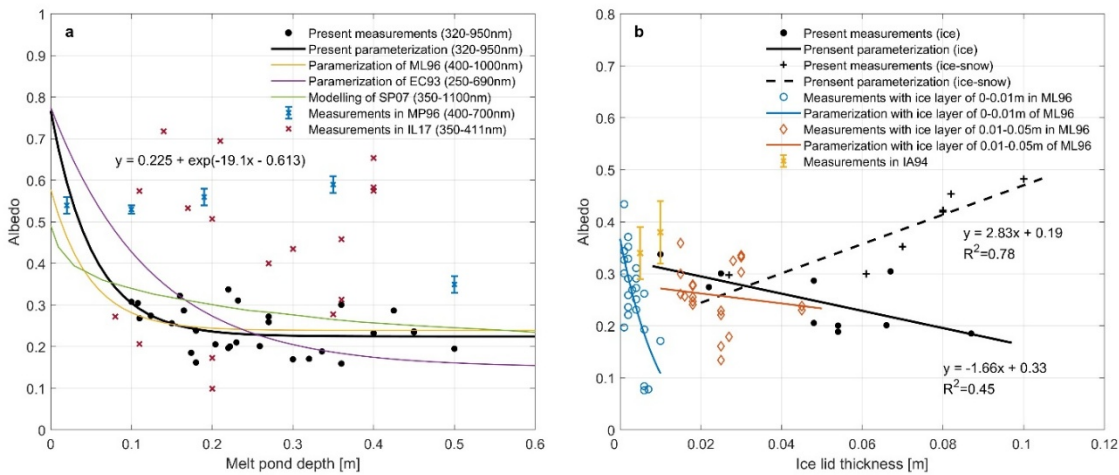 a
Present measurements (320-950nm)
Present parameterization (320-950nm)
Paramerization of ML96 (400-1000nm)
Paramerization of EC93 (250-690nm)
Modelling of SP07 (350-1100nm)
Measurements in MP96 (400-700nm)
Measurements in IL17 (350-411nm)
y = 0.225 + exp(-19.1x - 0.613)
Albedo
1
0.9
0.8
0.7
0.6
0.5
0.4
0.3
0.2
0.1
0
0 0.1 0.2 0.3 0.4 0.5 0.6
Melt pond depth [m]
b
Present measurements (ice)
Prensent parameterization (ice)
Present measurements (ice-snow)
Prensent parameterization (ice-snow)
Measurements with ice layer of 0-0.01m in ML96
Paramerization with ice layer of 0-0.01m of ML96
Measurements with ice layer of 0.01-0.05m in ML96
Paramerization with ice layer of 0.01-0.05m of ML96
Measurements in IA94
y = 2.83x + 0.19
R²=0.78
y = -1.66x + 0.33
R²=0.45
Albedo
0.8
0.7
0.6
0.5
0.4
0.3
0.2
0.1
0
0 0.02 0.04 0.06 0.08 0.1 0.12
Ice lid thickness [m]